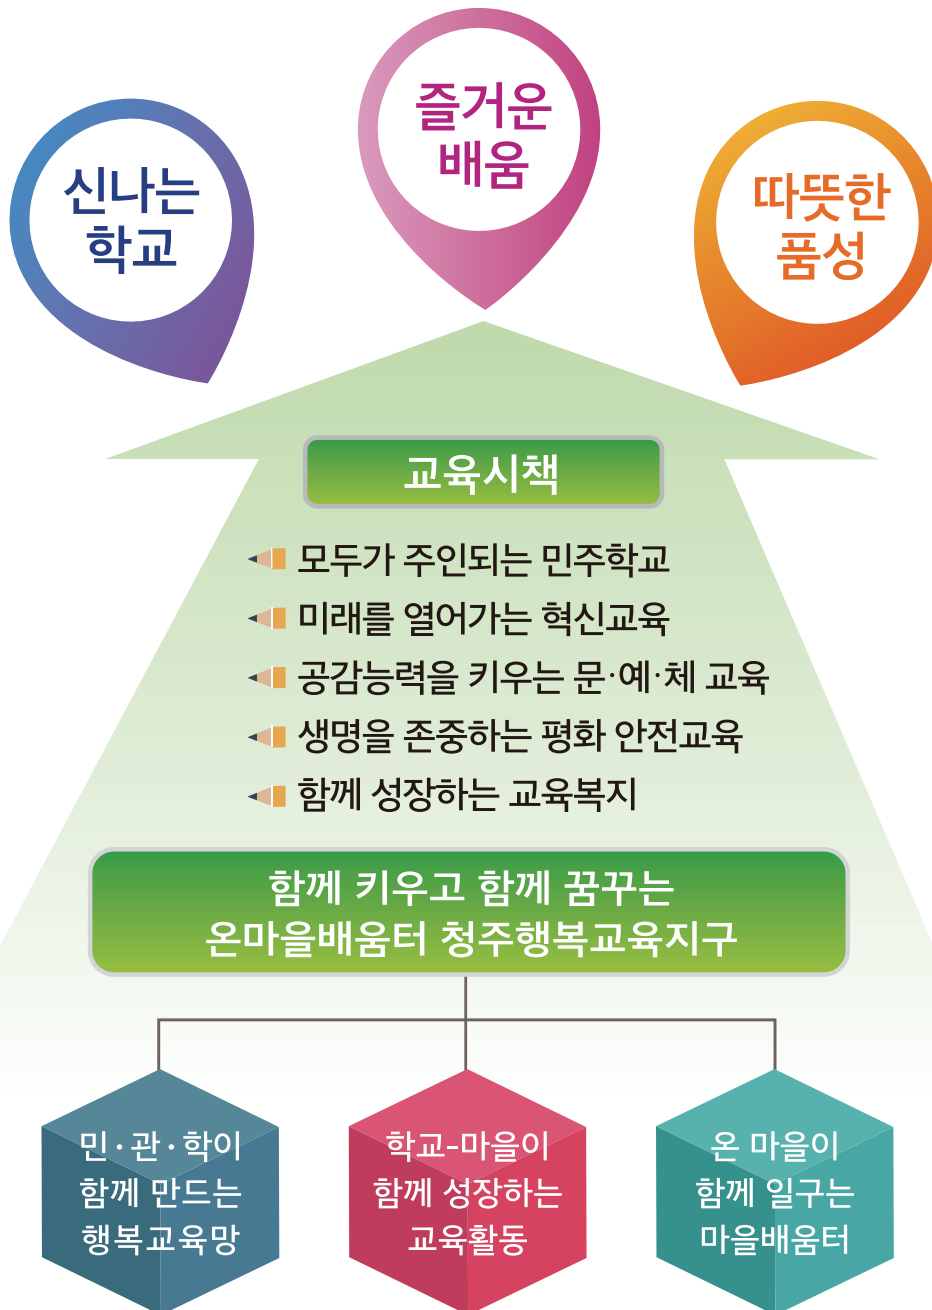 신나는
학교
즐거운
배움
따뜻한
품성
교육시책
모두가 주인되는 민주학교
미래를 열어가는 혁신교육
공감능력을 키우는 문·예·체 교육
생명을 존중하는 평화 안전교육
함께 성장하는 교육복지
함께 키우고 함께 꿈꾸는
온마을배움터 청주행복교육지구
민·관·학이
함께 만드는
행복교육망
학교-마을이
함께 성장하는
교육활동
온 마을이
함께 일구는
마을배움터